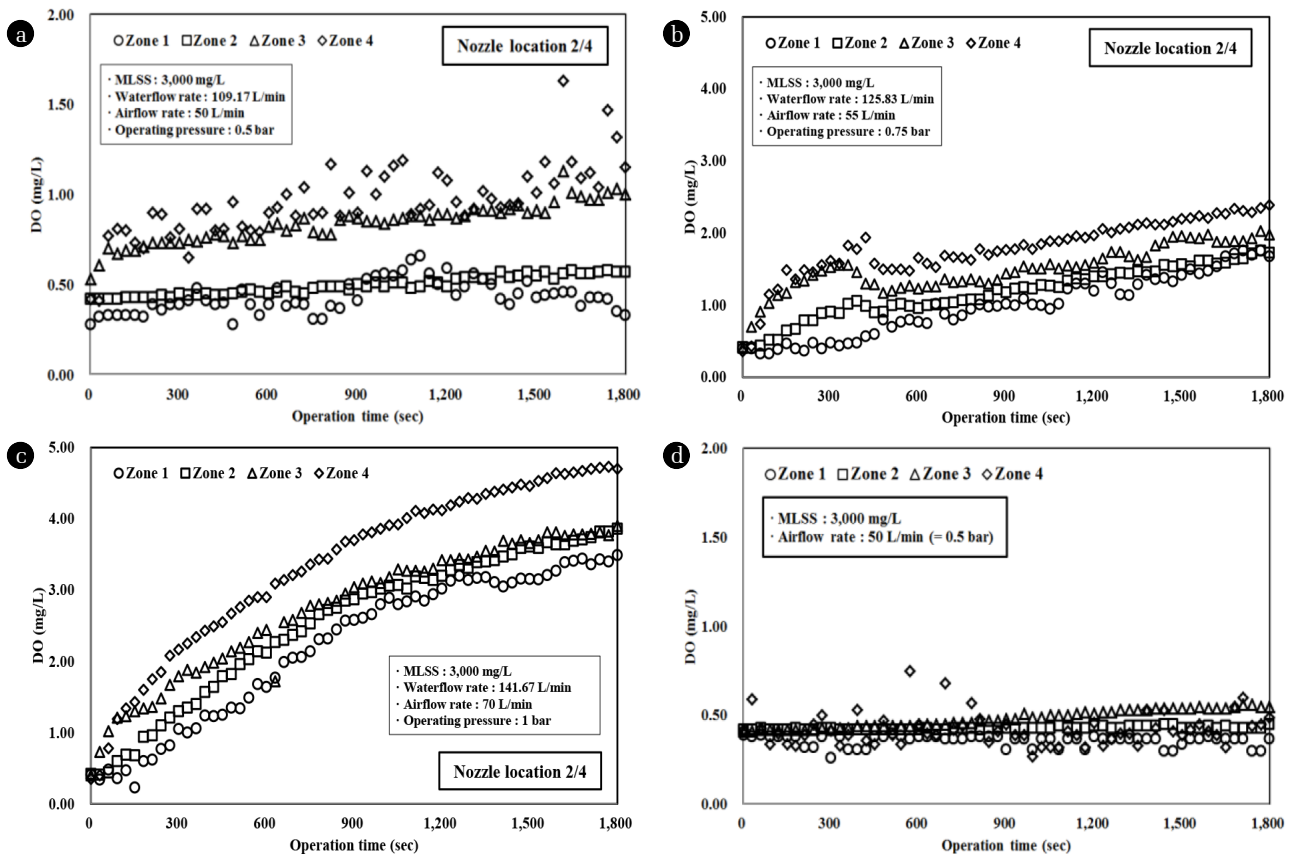 a
2.00
1.50
1.00
0.50
0.00
DO (mg/L)
Zone 1 Zone 2 Zone 3 Zone 4
Nozzle location 2/4
· MLSS : 3,000 mg/L
· Waterflow rate : 109.17 L/min
· Airflow rate : 50 L/min
· Operating pressure : 0.5 bar
0 300 600 900 1,200 1,500 1,800
Operation time (sec)
b
5.00
4.00
3.00
2.00
1.00
0.00
DO (mg/L)
Zone 1 Zone 2 Zone 3 Zone 4
Nozzle location 2/4
· MLSS : 3,000 mg/L
· Waterflow rate : 125.83 L/min
· Airflow rate : 55 L/min
· Operating pressure : 0.75 bar
0 300 600 900 1,200 1,500 1,800
Operation time (sec)
c
5.00
4.00
3.00
2.00
1.00
0.00
DO (mg/L)
Zone 1 Zone 2 Zone 3 Zone 4
· MLSS : 3,000 mg/L
· Waterflow rate : 141.67 L/min
· Airflow rate : 70 L/min
· Operating pressure : 1 bar
Nozzle location 2/4
0 300 600 900 1,200 1,500 1,800
Operation time (sec)
d
2.00
1.50
1.00
0.50
0.00
DO (mg/L)
Zone 1 Zone 2 Zone 3 Zone 4
· MLSS : 3,000 mg/L
· Airflow rate : 50 L/min (= 0.5 bar)
0 300 600 900 1,200 1,500 1,800
Operation time (sec)